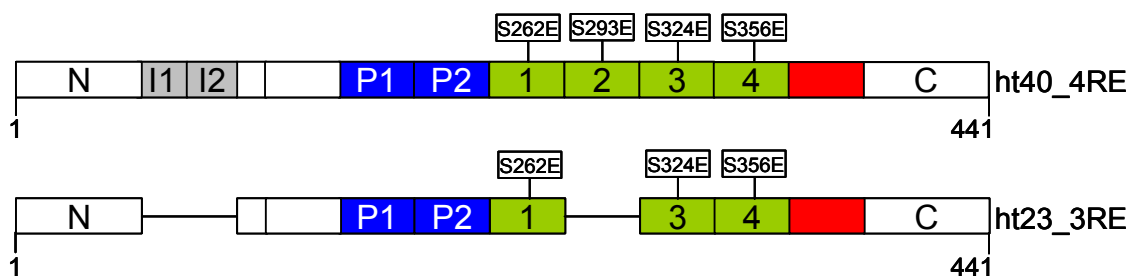 S262E S293E S324E S356E
N I1 I2 P1 P2 1 2 3 4 C ht40_4RE
1 441
S262E S324E S356E
N P1 P2 1 3 4 C ht23_3RE
1 441